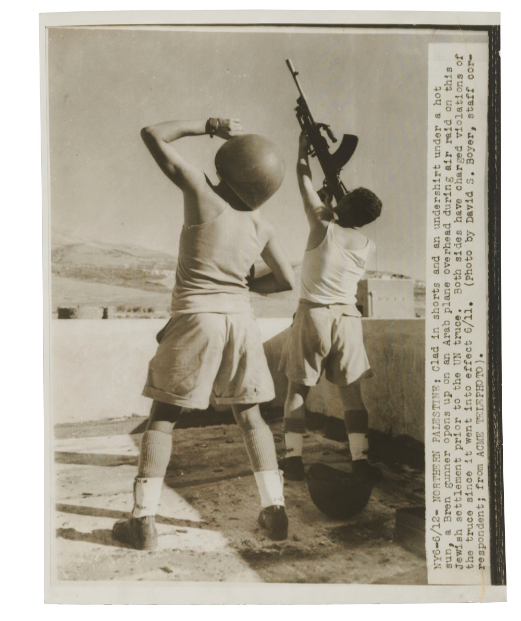 NY6-6/12- NORTHERN PALESTINE: Clad in shorts and an undershirt under a hot
sun, a Bren gunner opens up on an Arab plane overhead during air raid on this
Jewish settlement prior to the UN truce. Both sides have charged violations of
the truce since it went into effect 6/11. (Photo by David S. Boyer, staff cor-
respondent; from ACME TELEPHOTO).